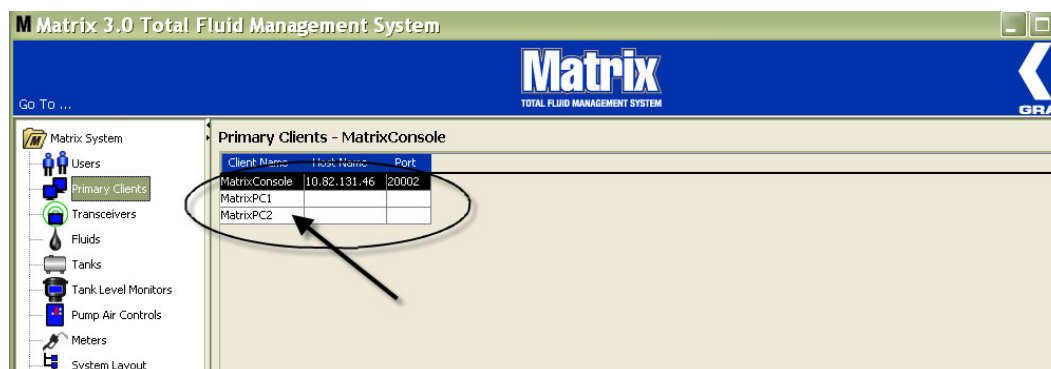 M Matrix 3.0 Total Fluid Management System
Matrix
TOTAL FLUID MANAGEMENT SYSTEM
Go To ...
GRA
Matrix System
Users
Primary Clients
Transceivers
Fluids
Tanks
Tank Level Monitors
Pump Air Controls
Meters
System Layout
Primary Clients - MatrixConsole
Client Name Host Name Port
MatrixConsole 10.82.131.46 20002
MatrixPC1
MatrixPC2